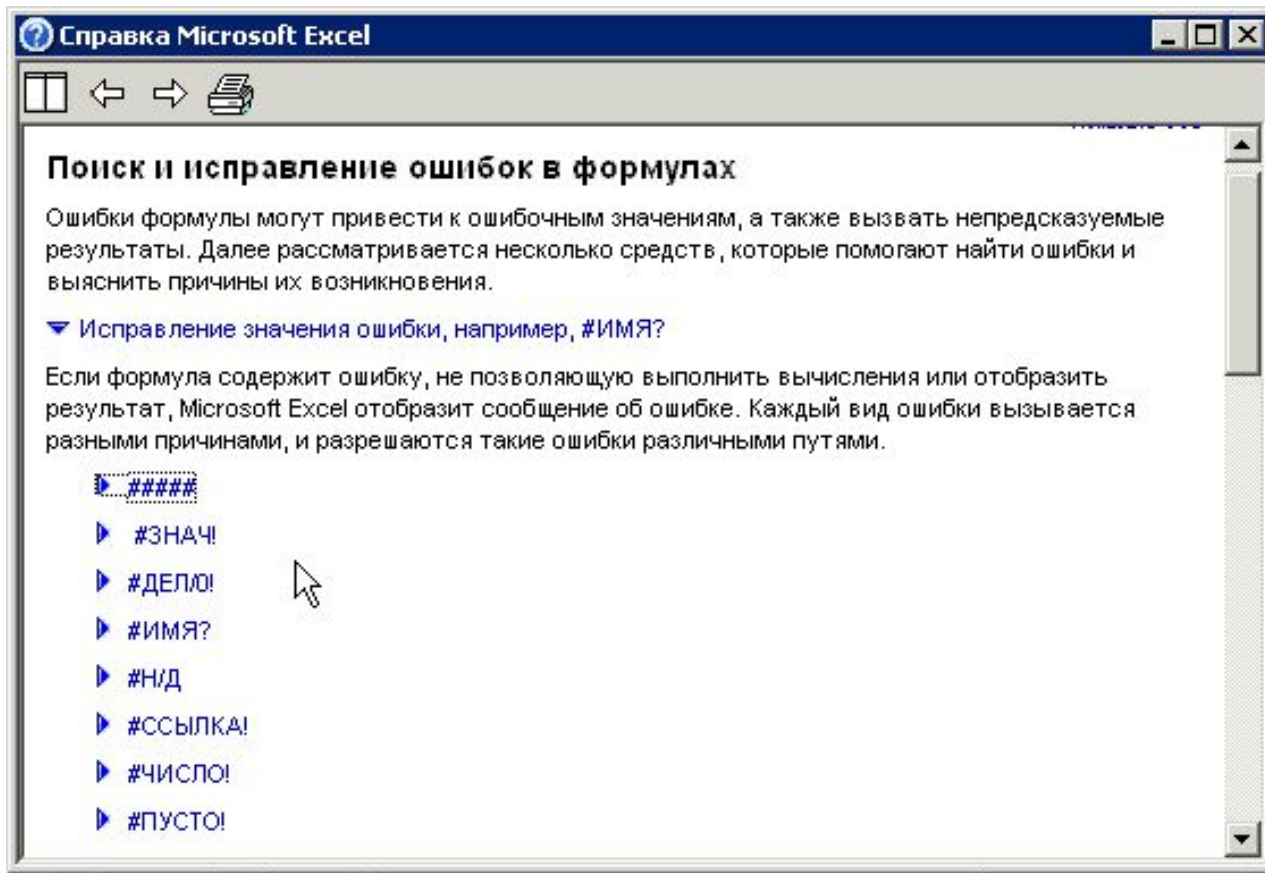 Справка Microsoft Excel
Поиск и исправление ошибок в формулах
Ошибки формулы могут привести к ошибочным значениям, а также вызвать непредсказуемые
результаты. Далее рассматривается несколько средств, которые помогают найти ошибки и
выяснить причины их возникновения.
Исправление значения ошибки, например, #ИМЯ?
Если формула содержит ошибку, не позволяющую выполнить вычисления или отобразить
результат, Microsoft Excel отобразит сообщение об ошибке. Каждый вид ошибки вызывается
разными причинами, и разрешаются такие ошибки различными путями.
#####
#ЗНАЧ!
#ДЕЛ/0!
#ИМЯ?
#Н/Д
#ССЫЛКА!
#ЧИСЛО!
#ПУСТО!